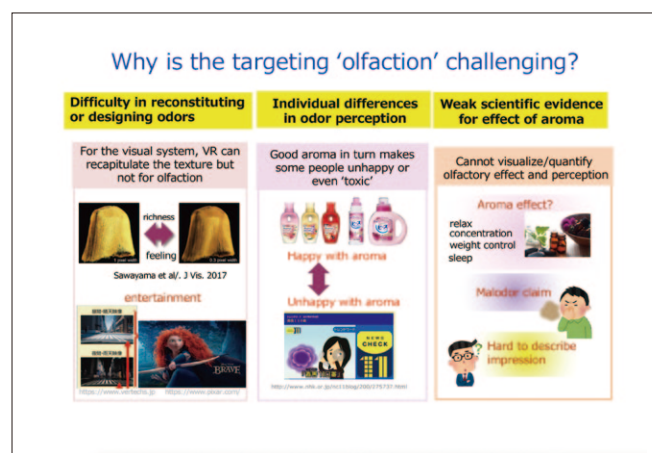 Why is the targeting ‘olfaction’ challenging?
Difficulty in reconstituting
or designing odors
For the visual system, VR can
recapitulate the texture but
not for olfaction
richness
feeling
Sawayama et al/. J Vis. 2017
entertainment
BRAVE
Individual differences
in odor perception
Good aroma in turn makes
some people unhappy or
even ‘toxic’
Happy with aroma
Unhappy with aroma
CHECK
11
Weak scientific evidence
for effect of aroma
Cannot visualize/quantify
olfactory effect and perception
Aroma effect?
relax
concentration
weight control
sleep
Malodor claim
?
Hard to describe
impression